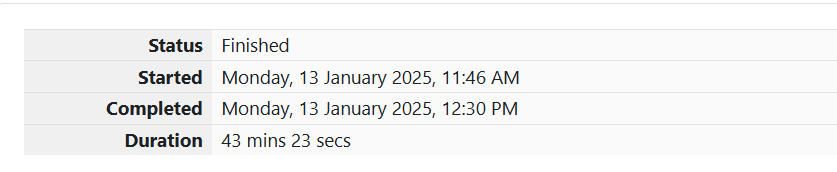 Status Finished
Started Monday, 13 January 2025, 11:46 AM
Completed Monday, 13 January 2025, 12:30 PM
Duration 43 mins 23 secs